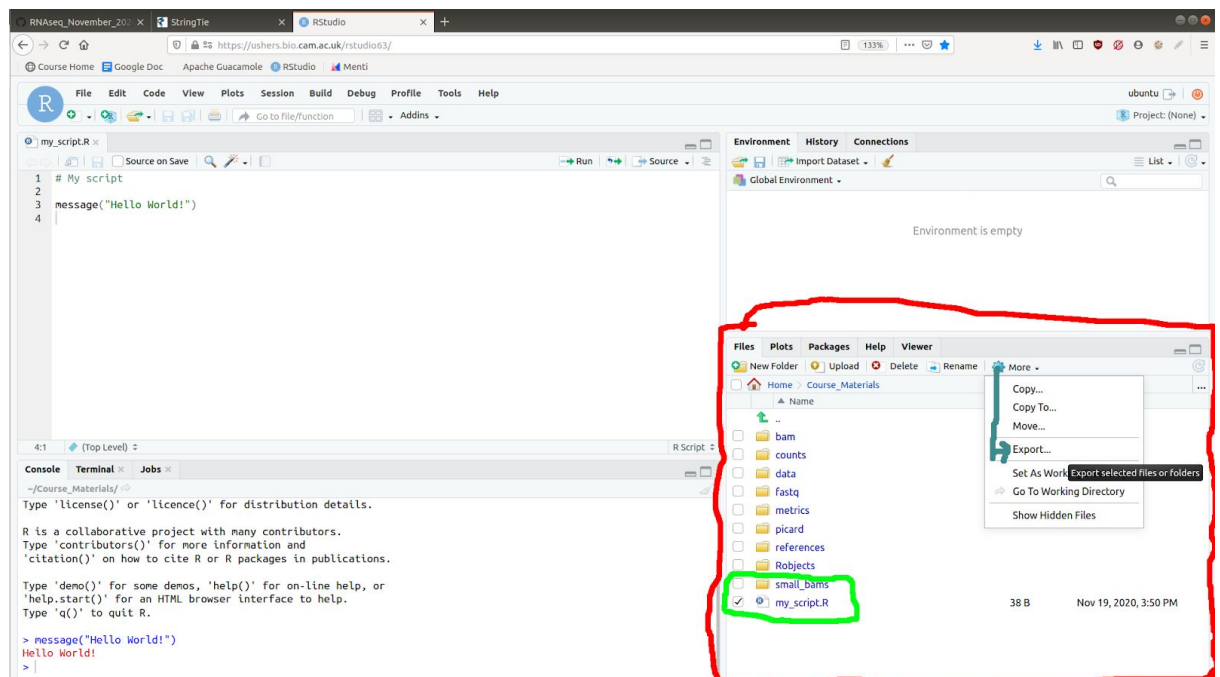 RNAseq_November_202
StringTie
RStudio
https://ushers.bio.cam.ac.uk/rstudio63/
133%
Course Home
Google Doc
Apache Guacamole
RStudio
Menti
R
File Edit Code View Plots Session Build Debug Profile Tools Help
ubuntu
Go to file/function
Addins
Project: (None)
my_script.R
Source on Save
Run
Source
1 # My script
2
3 message("Hello World!")
4
4:1
(Top Level)
R Script
Console Terminal Jobs
~/Course_Materials/
Type 'license()' or 'licence()' for distribution details.
R is a collaborative project with many contributors.
Type 'contributors()' for more information and
'citation()' on how to cite R or R packages in publications.
Type 'demo()' for some demos, 'help()' for on-line help, or
'help.start()' for an HTML browser interface to help.
Type 'q()' to quit R.
> message("Hello World!")
Hello World!
>
Environment History Connections
Import Dataset
List
Global Environment
Environment is empty
Files Plots Packages Help Viewer
New Folder Upload Delete Rename More
Home > Course_Materials
Name
..
bam
counts
data
fastq
metrics
picard
references
Robjects
small_bams
my_script.R 38 B Nov 19, 2020, 3:50 PM
Copy...
Copy To...
Move...
Export...
Set As Work
Export selected files or folders
Go To Working Directory
Show Hidden Files